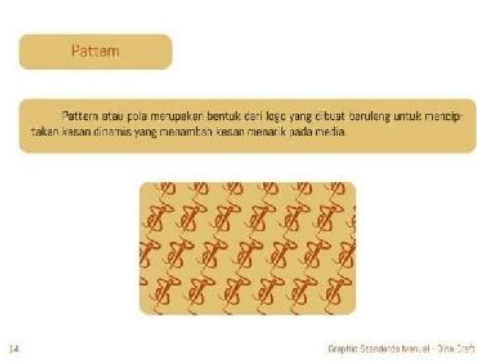 Pattern
Pattern atau pola merupakan bentuk dari logo yang dibuat berulang untuk mencip-
takan kesan dinamis yang menambah kesan menarik pada media.
14
Graphic Standards Manual - Dina Craft